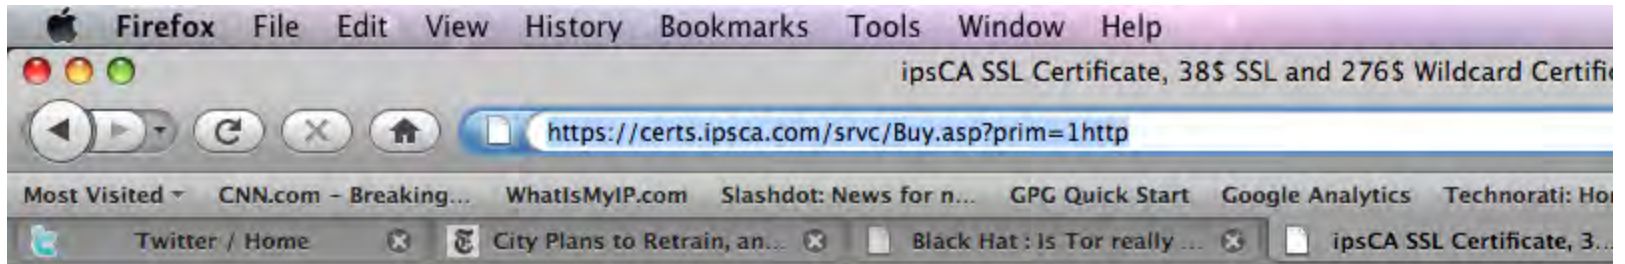 Firefox File Edit View History Bookmarks Tools Window Help
ipsCA SSL Certificate, 38$ SSL and 276$ Wildcard Certific
https://certs.ipsca.com/srvc/Buy.asp?prim=1http
Most Visited CNN.com – Breaking... WhatIsMyIP.com Slashdot: News for n... GPG Quick Start Google Analytics Technorati: Ho
Twitter / Home City Plans to Retrain, an... Black Hat : Is Tor really ... ipsCA SSL Certificate, 3...